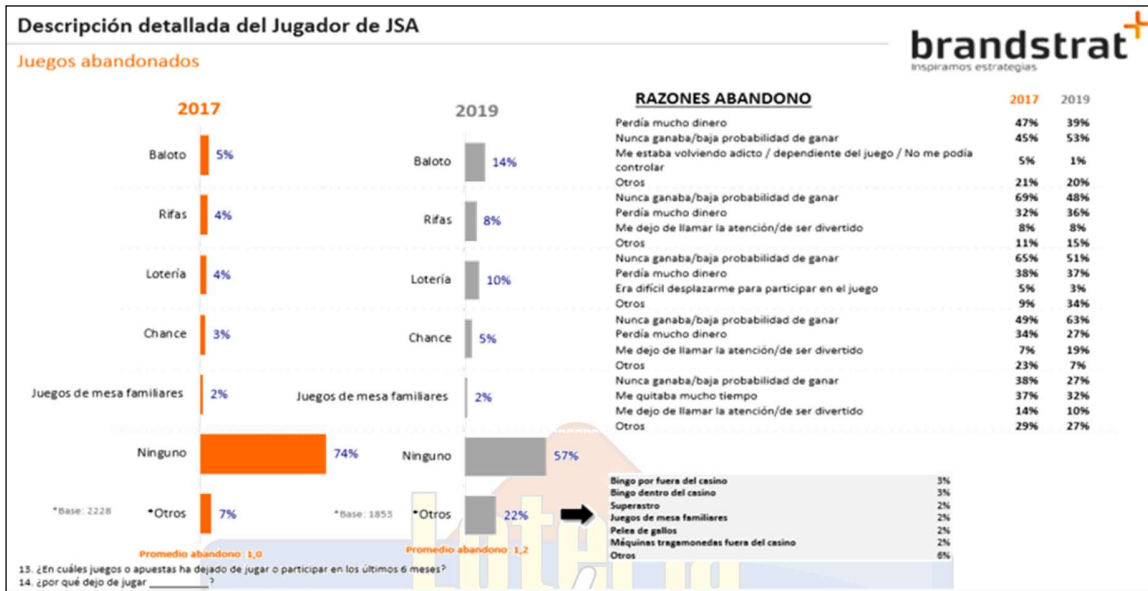 Descripción detallada del Jugador de JSA
brandstrat+
Inspiramos estrategias
Juegos abandonados
2017
Baloto 5%
Rifas 4%
Lotería 4%
Chance 3%
Juegos de mesa familiares 2%
Ninguno 74%
*Base: 2228 *Otros 7%
Promedio abandono: 1,0
2019
Baloto 14%
Rifas 8%
Lotería 10%
Chance 5%
Juegos de mesa familiares 2%
Ninguno 57%
*Base: 1853 *Otros 22%
Promedio abandono: 1,2
RAZONES ABANDONO 2017 2019
Perdía mucho dinero 47% 39%
Nunca ganaba/baja probabilidad de ganar 45% 53%
Me estaba volviendo adicto / dependiente del juego / No me podía
controlar 5% 1%
Otros 21% 20%
Nunca ganaba/baja probabilidad de ganar 69% 48%
Perdía mucho dinero 32% 36%
Me dejo de llamar la atención/de ser divertido 8% 8%
Otros 11% 15%
Nunca ganaba/baja probabilidad de ganar 65% 51%
Perdía mucho dinero 38% 37%
Era difícil desplazarme para participar en el juego 5% 3%
Otros 9% 34%
Nunca ganaba/baja probabilidad de ganar 49% 63%
Perdía mucho dinero 34% 27%
Me dejo de llamar la atención/de ser divertido 7% 19%
Otros 23% 7%
Nunca ganaba/baja probabilidad de ganar 38% 27%
Me quitaba mucho tiempo 37% 32%
Me dejo de llamar la atención/de ser divertido 14% 10%
Otros 29% 27%
Bingo por fuera del casino 3%
Bingo dentro del casino 3%
Superastro 2%
Juegos de mesa familiares 2%
Pelea de gallos 2%
Máquinas tragamonedas fuera del casino 2%
Otros 6%
13. ¿En cuáles juegos o apuestas ha dejado de jugar o participar en los últimos 6 meses?
14. ¿por qué dejo de jugar __________?